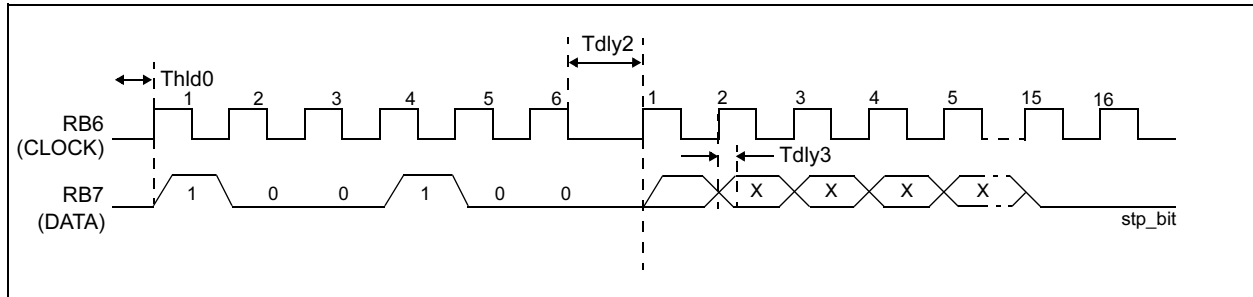 Tdly2
Thld0
1 2 3 4 5 6 1 2 3 4 5 15 16
RB6
(CLOCK)
Tdly3
RB7
(DATA)
1 0 0 1 0 0 X X X X
stp_bit